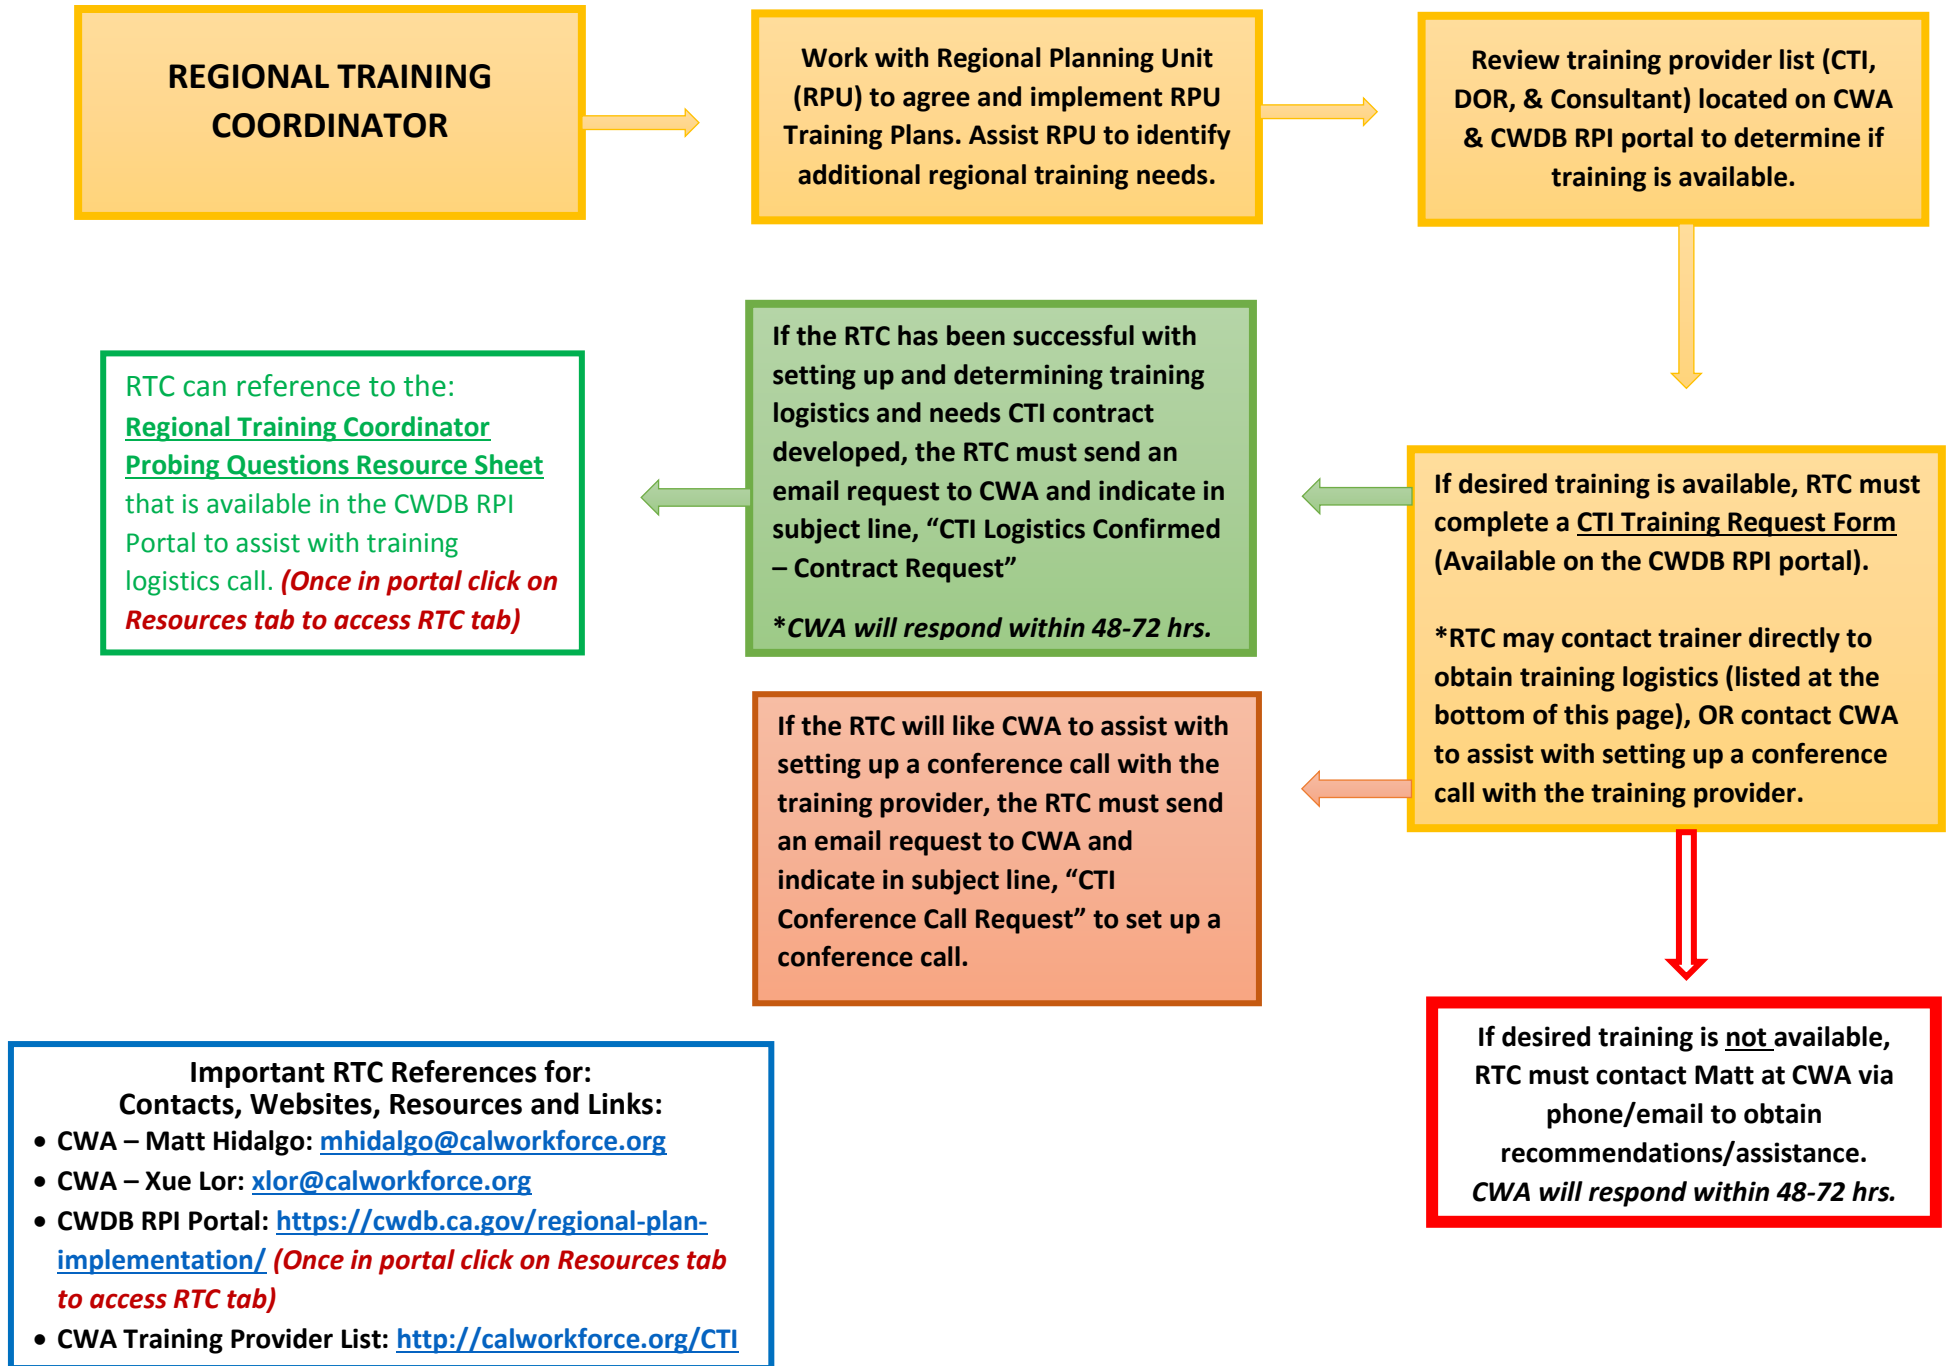 REGIONAL TRAINING
COORDINATOR
Work with Regional Planning Unit
(RPU) to agree and implement RPU
Training Plans. Assist RPU to identify
additional regional training needs.
Review training provider list (CTI,
DOR, & Consultant) located on CWA
& CWDB RPI portal to determine if
training is available.
If desired training is available, RTC must
complete a CTI Training Request Form
(Available on the CWDB RPI portal).
*RTC may contact trainer directly to
obtain training logistics (listed at the
bottom of this page), OR contact CWA
to assist with setting up a conference
call with the training provider.
If the RTC has been successful with
setting up and determining training
logistics and needs CTI contract
developed, the RTC must send an
email request to CWA and indicate in
subject line, “CTI Logistics Confirmed
– Contract Request”
*CWA will respond within 48-72 hrs.
RTC can reference to the:
Regional Training Coordinator
Probing Questions Resource Sheet
that is available in the CWDB RPI
Portal to assist with training
logistics call. (Once in portal click on
Resources tab to access RTC tab)
If the RTC will like CWA to assist with
setting up a conference call with the
training provider, the RTC must send
an email request to CWA and
indicate in subject line, “CTI
Conference Call Request” to set up a
conference call.
If desired training is not available,
RTC must contact Matt at CWA via
phone/email to obtain
recommendations/assistance.
CWA will respond within 48-72 hrs.
Important RTC References for:
Contacts, Websites, Resources and Links:
• CWA – Matt Hidalgo: mhidalgo@calworkforce.org
• CWA – Xue Lor: xlor@calworkforce.org
• CWDB RPI Portal: https://cwdb.ca.gov/regional-plan-
implementation/ (Once in portal click on Resources tab
to access RTC tab)
• CWA Training Provider List: http://calworkforce.org/CTI